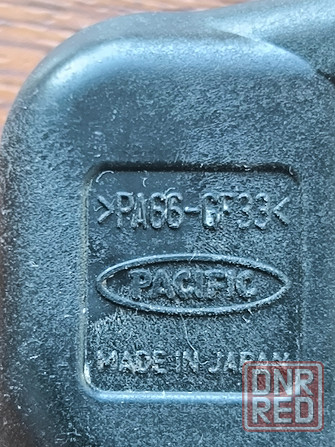 >PA66-GF33<
PACIFIC
MADE IN JAPAN
DNR
RED